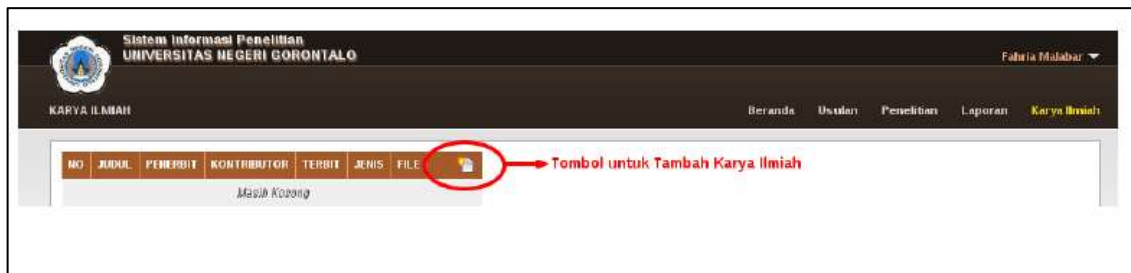 Sistem Informasi Penelitian
UNIVERSITAS NEGERI GORONTALO
Fahria Malabar
KARYA ILMIAH
Beranda Usulan Penelitian Laporan Karya Ilmiah
NO JUDUL PENERBIT KONTRIBUTOR TERBIT JENIS FILE
Tombol untuk Tambah Karya Ilmiah
Masih Kosong